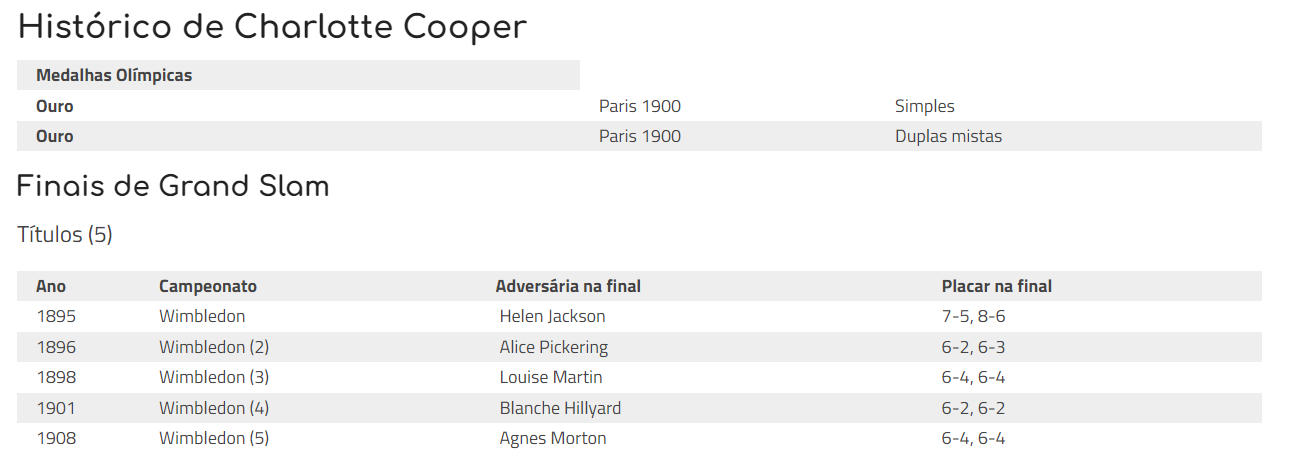 Histórico de Charlotte Cooper
Medalhas Olímpicas
Ouro Paris 1900 Simples
Ouro Paris 1900 Duplas mistas
Finais de Grand Slam
Títulos (5)
Ano Campeonato Adversária na final Placar na final
1895 Wimbledon Helen Jackson 7-5, 8-6
1896 Wimbledon (2) Alice Pickering 6-2, 6-3
1898 Wimbledon (3) Louise Martin 6-4, 6-4
1901 Wimbledon (4) Blanche Hillyard 6-2, 6-2
1908 Wimbledon (5) Agnes Morton 6-4, 6-4